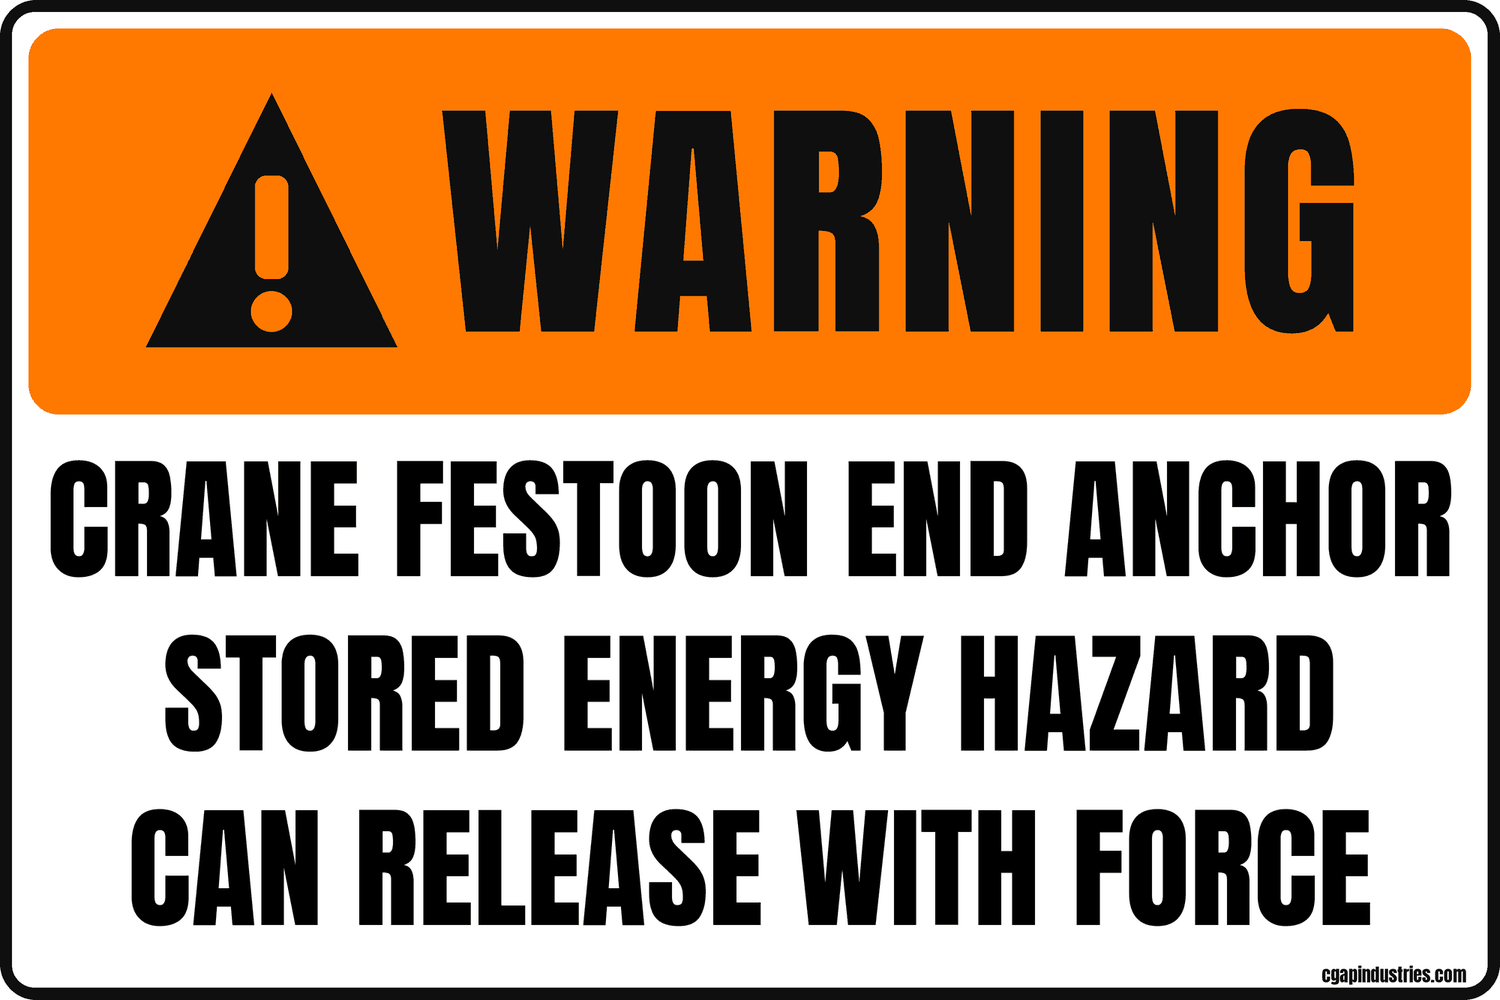 WARNING
CRANE FESTOON END ANCHOR
STORED ENERGY HAZARD
CAN RELEASE WITH FORCE
cgapindustries.com